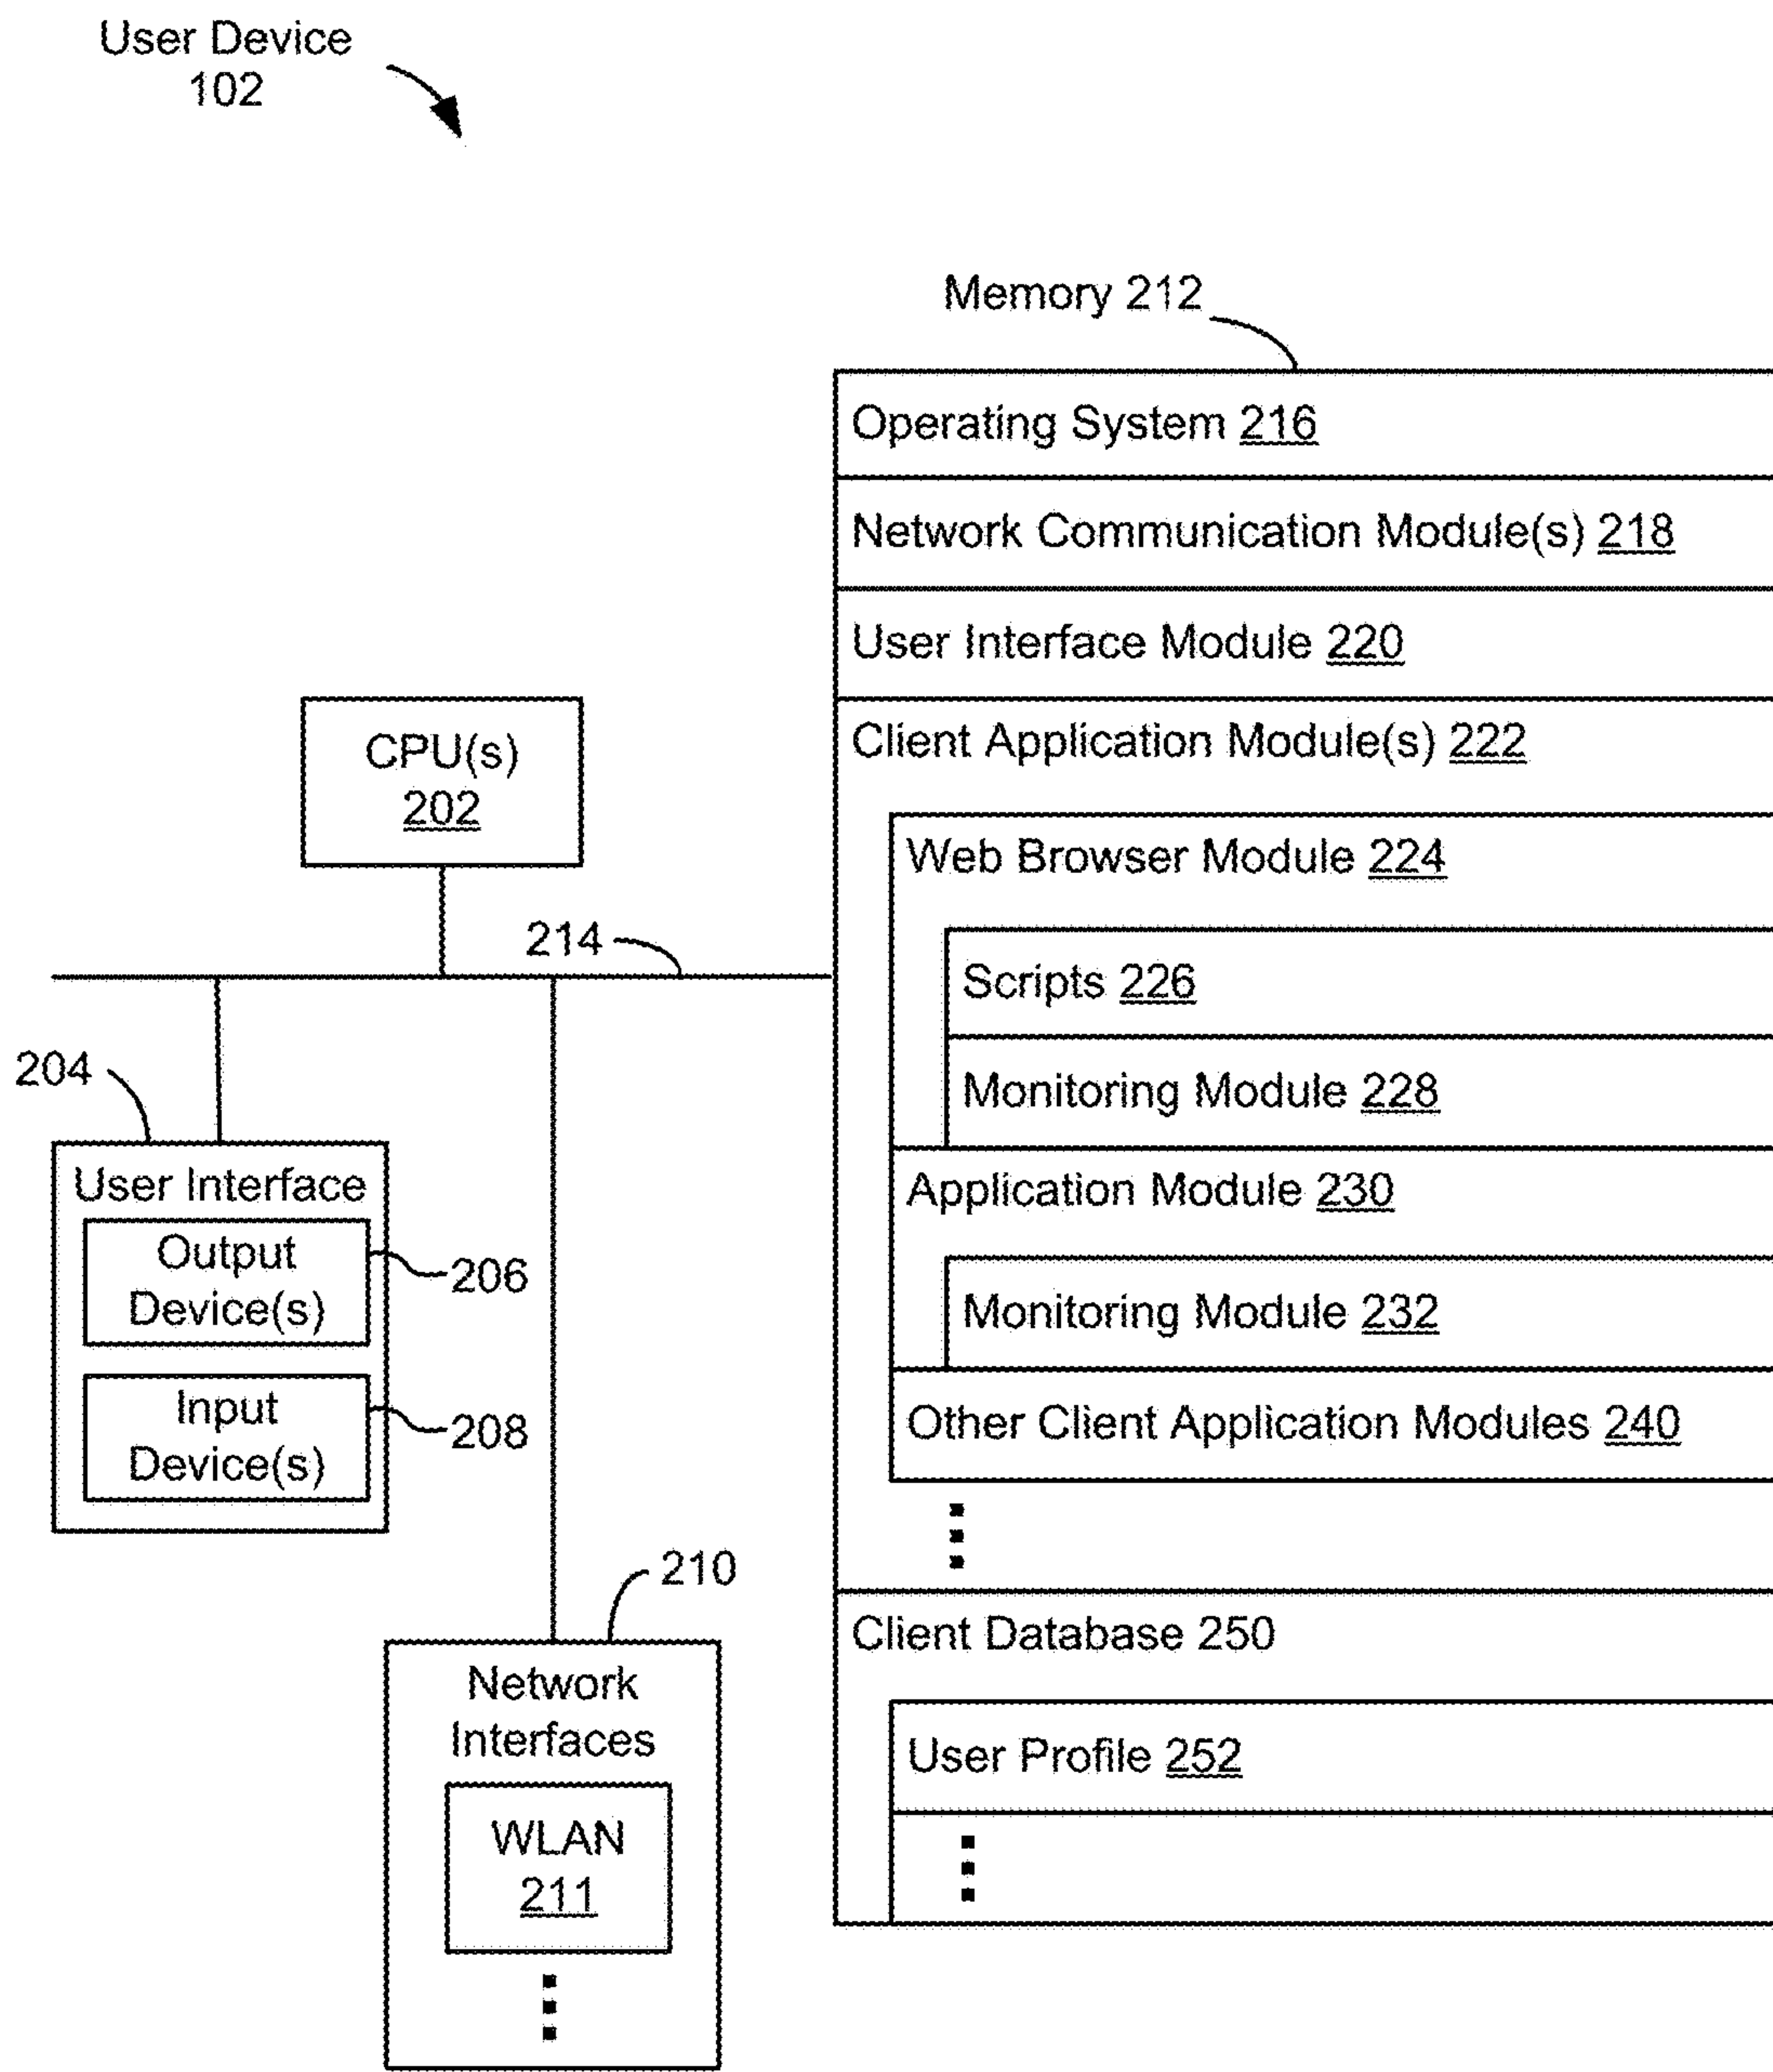 User Device
102
Memory 212
Operating System 216
Network Communication Module(s) 218
User Interface Module 220
Client Application Module(s) 222
Web Browser Module 224
Scripts 226
Monitoring Module 228
Application Module 230
Monitoring Module 232
Other Client Application Modules 240
Client Database 250
User Profile 252
CPU(s)
202
214
204
User Interface
Output
Device(s)
206
Input
Device(s)
208
210
Network
Interfaces
WLAN
211